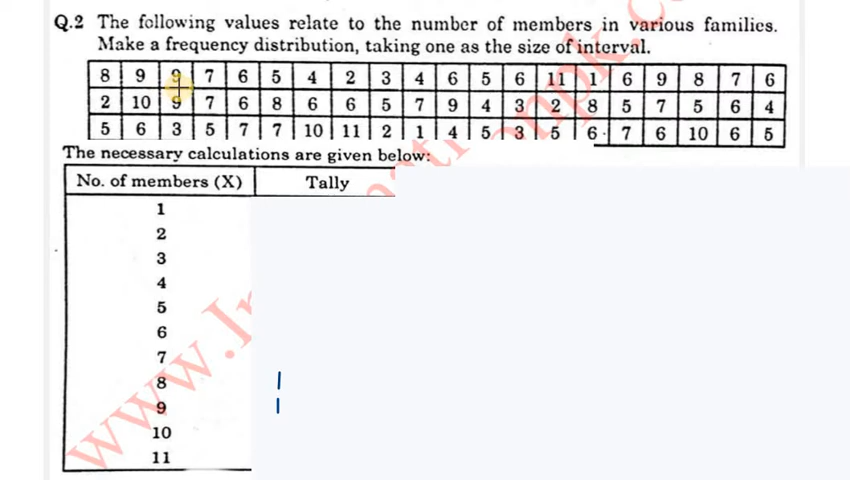 Q.2 The following values relate to the number of members in various families.
Make a frequency distribution, taking one as the size of interval.
8 9 9 7 6 5 4 2 3 4 6 5 6 11 1 6 9 8 7 6
2 10 9 7 6 8 6 6 5 7 9 4 3 2 8 5 7 5 6 4
5 6 3 5 7 7 10 11 2 1 4 5 3 5 6 7 6 10 6 5
The necessary calculations are given below:
No. of members (X) Tally
1
2
3
4
5
6
7
8 |
9 |
10
11